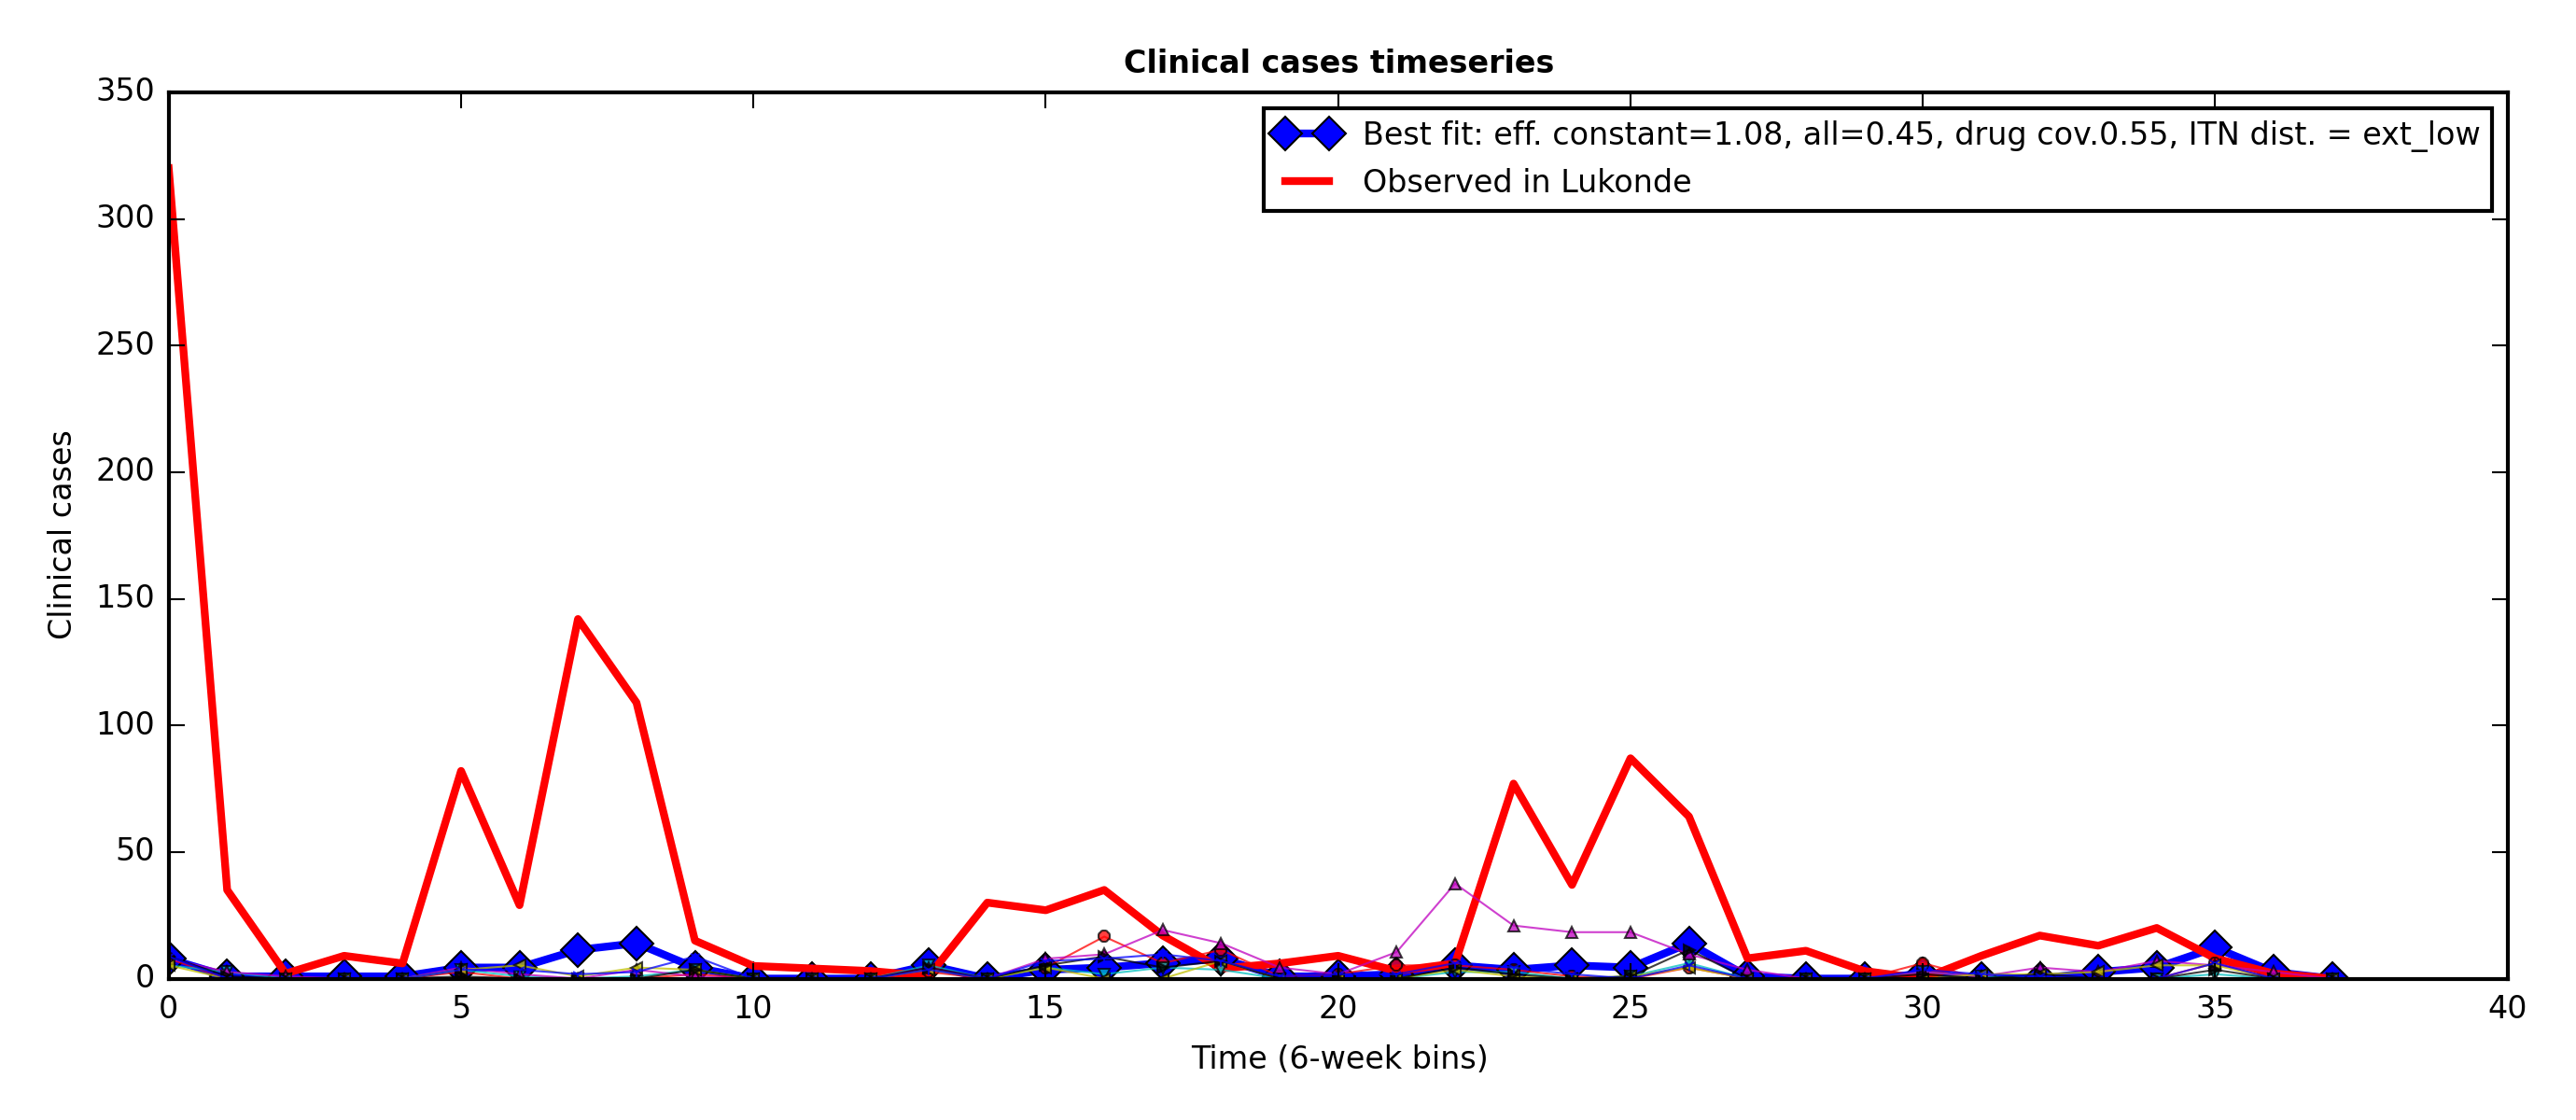 Clinical cases timeseries
350
300
250
200
150
100
50
0
Clinical cases
Best fit: eff. constant=1.08, all=0.45, drug cov.0.55, ITN dist. = ext_low
Observed in Lukonde
0 5 10 15 20 25 30 35 40
Time (6-week bins)